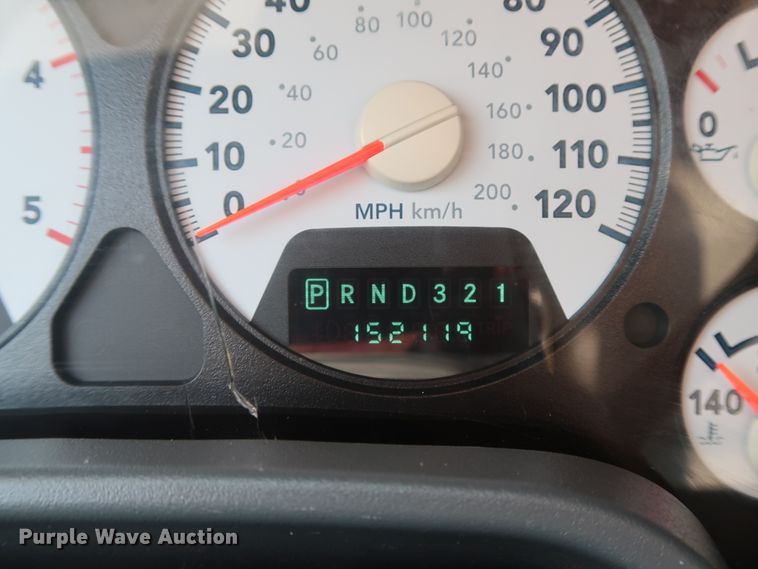 40 80
100
80 120
30 60 140 90
4 20 40 160 100
10 20 180 110 0
5 0 200 120
MPH km/h
P R N D 3 2 1
152119
TRIP
140
Purple Wave Auction